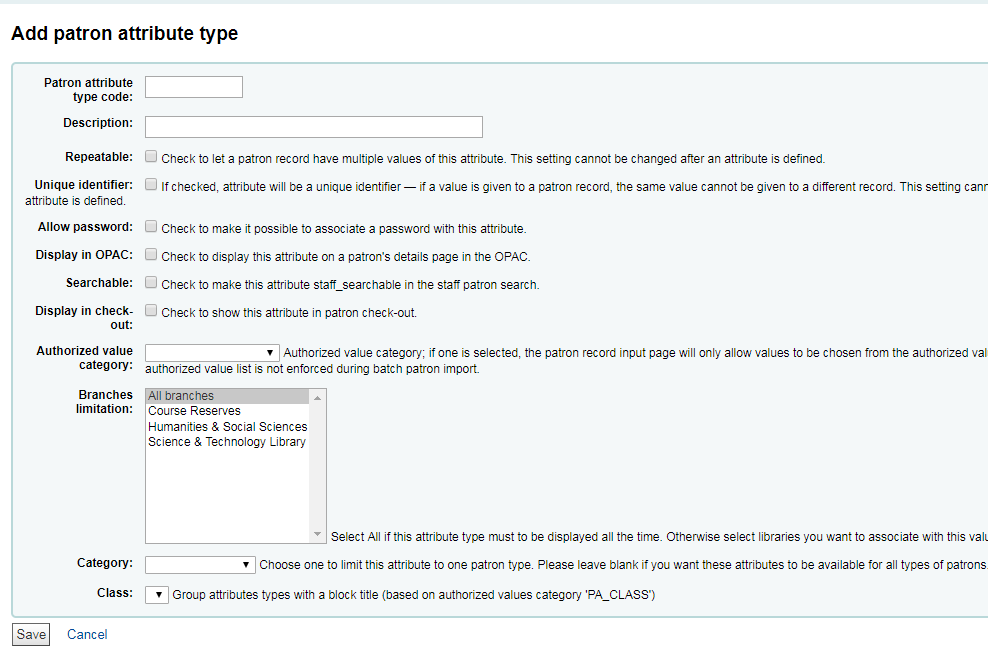 Add patron attribute type
Patron attribute
type code:
Description:
Repeatable: Check to let a patron record have multiple values of this attribute. This setting cannot be changed after an attribute is defined.
Unique identifier: If checked, attribute will be a unique identifier — if a value is given to a patron record, the same value cannot be given to a different record. This setting cann
attribute is defined.
Allow password: Check to make it possible to associate a password with this attribute.
Display in OPAC: Check to display this attribute on a patron's details page in the OPAC.
Searchable: Check to make this attribute staff_searchable in the staff patron search.
Display in check-
out: Check to show this attribute in patron check-out.
Authorized value
category: Authorized value category; if one is selected, the patron record input page will only allow values to be chosen from the authorized val
authorized value list is not enforced during batch patron import.
Branches
limitation:
All branches
Course Reserves
Humanities & Social Sciences
Science & Technology Library
Select All if this attribute type must to be displayed all the time. Otherwise select libraries you want to associate with this valu
Category: Choose one to limit this attribute to one patron type. Please leave blank if you want these attributes to be available for all types of patrons.
Class: Group attributes types with a block title (based on authorized values category 'PA_CLASS')
Save Cancel